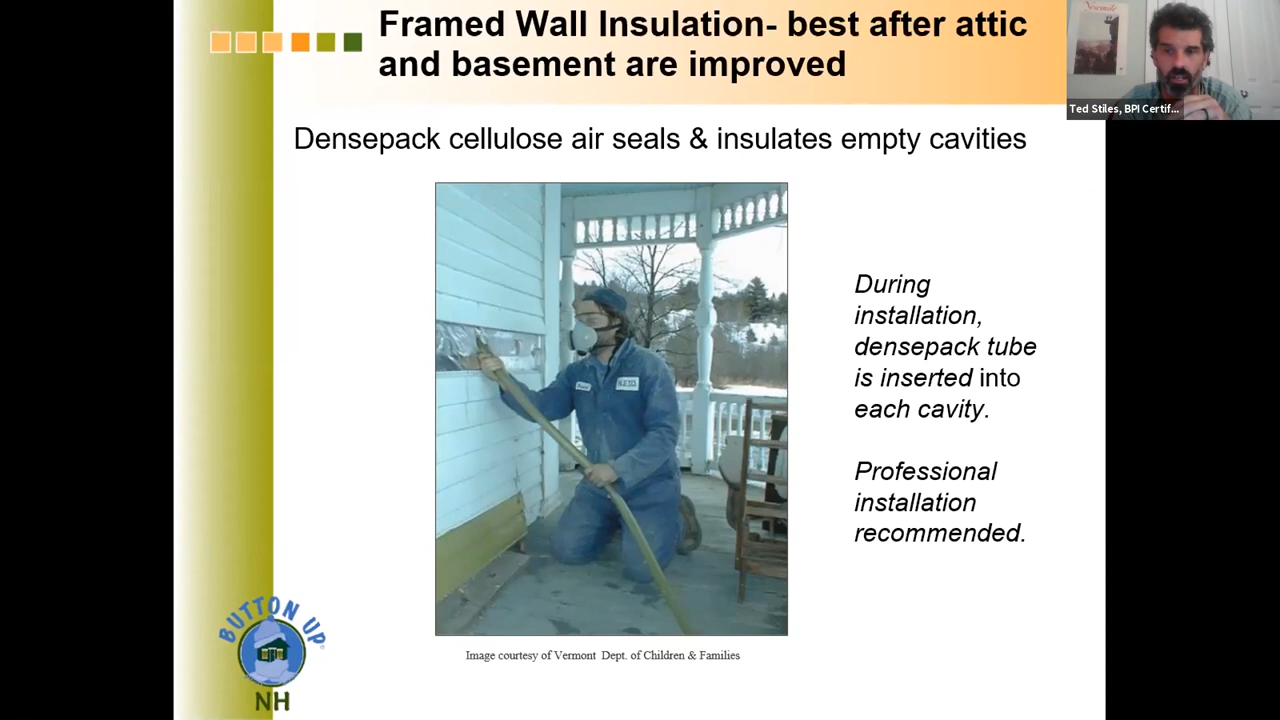 Framed Wall Insulation- best after attic
and basement are improved
Ted Stiles, BPI Certif...
Densepack cellulose air seals & insulates empty cavities
During
installation,
densepack tube
is inserted into
each cavity.
Professional
installation
recommended.
BUTTON UP
NH
Image courtesy of Vermont Dept. of Children & Families